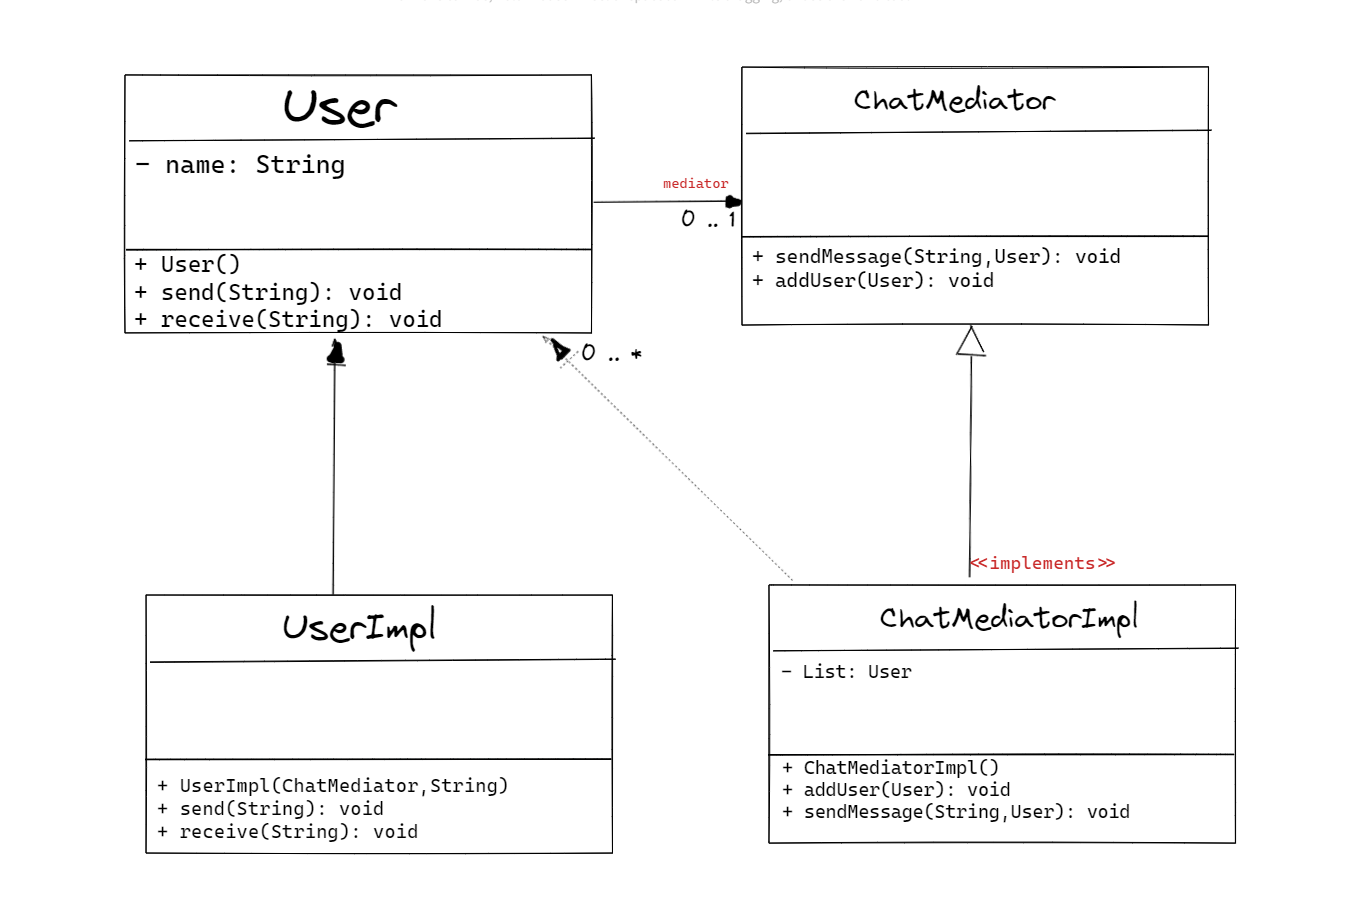 User
- name: String
+ User()
+ send(String): void
+ receive(String): void
mediator
0 .. 1
ChatMediator
+ sendMessage(String,User): void
+ addUser(User): void
0 .. *
<<implements>>
UserImpl
+ UserImpl(ChatMediator,String)
+ send(String): void
+ receive(String): void
ChatMediatorImpl
- List: User
+ ChatMediatorImpl()
+ addUser(User): void
+ sendMessage(String,User): void